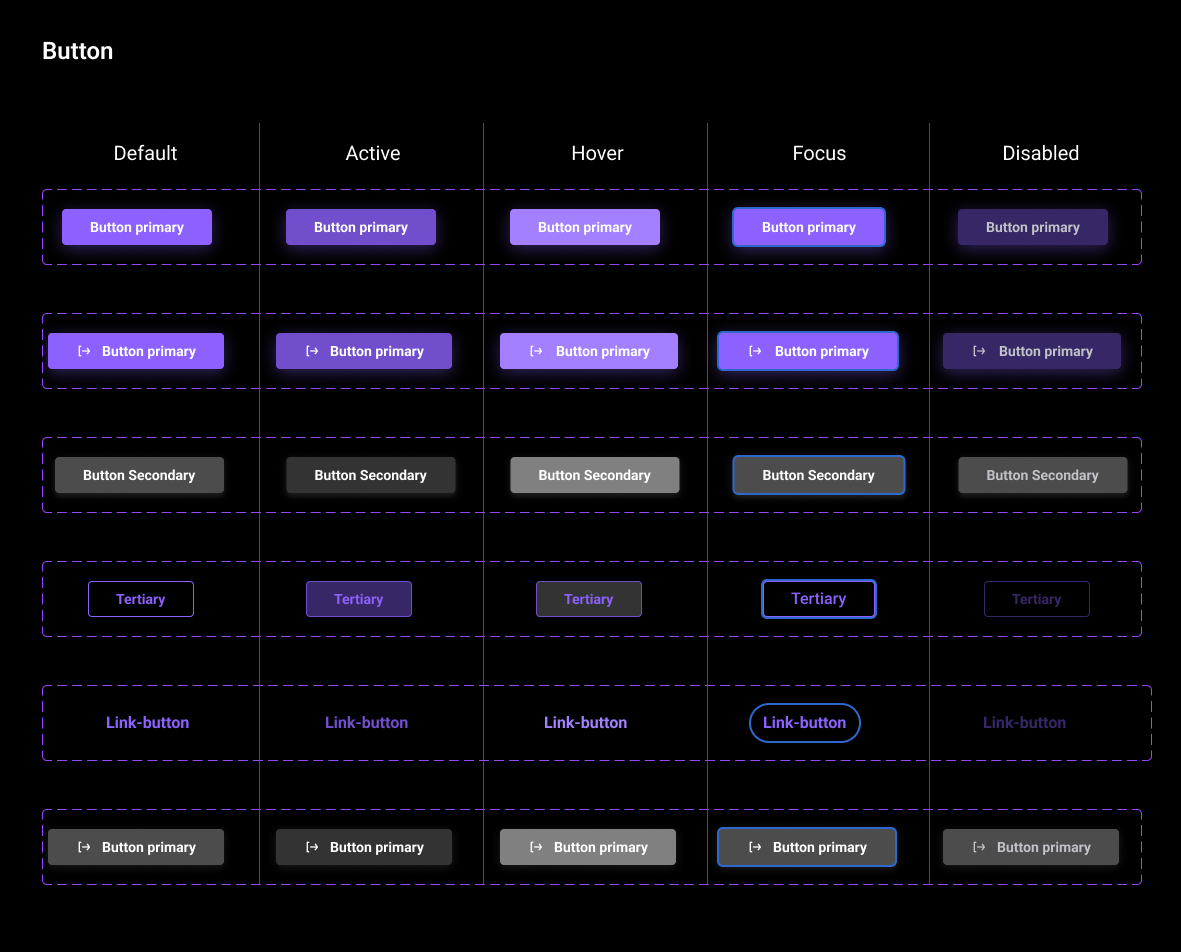 Button
Default Active Hover Focus Disabled
Button primary Button primary Button primary Button primary Button primary
Button primary Button primary Button primary Button primary Button primary
Button Secondary Button Secondary Button Secondary Button Secondary Button Secondary
Tertiary Tertiary Tertiary Tertiary Tertiary
Link-button Link-button Link-button Link-button Link-button
Button primary Button primary Button primary Button primary Button primary